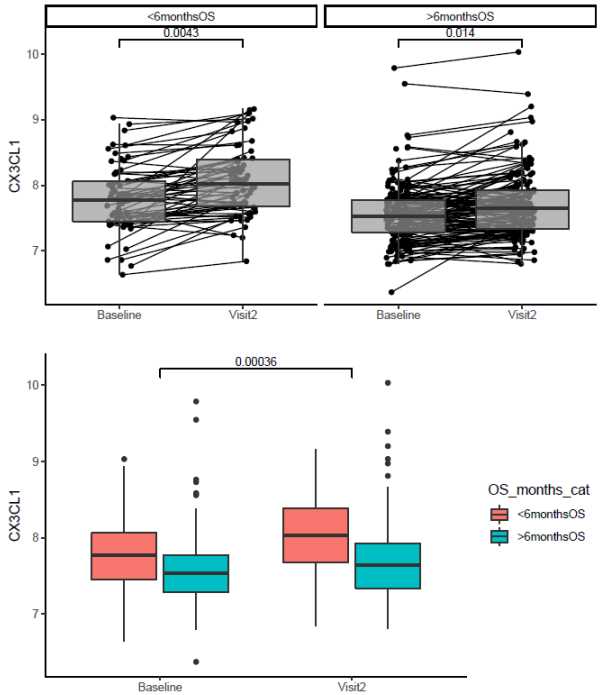 <6monthsOS >6monthsOS
0.0043 0.014
10
9
8
7
CX3CL1
Baseline Visit2 Baseline Visit2
0.00036
10
9
8
7
CX3CL1
OS_months_cat
<6monthsOS
>6monthsOS
Baseline Visit2